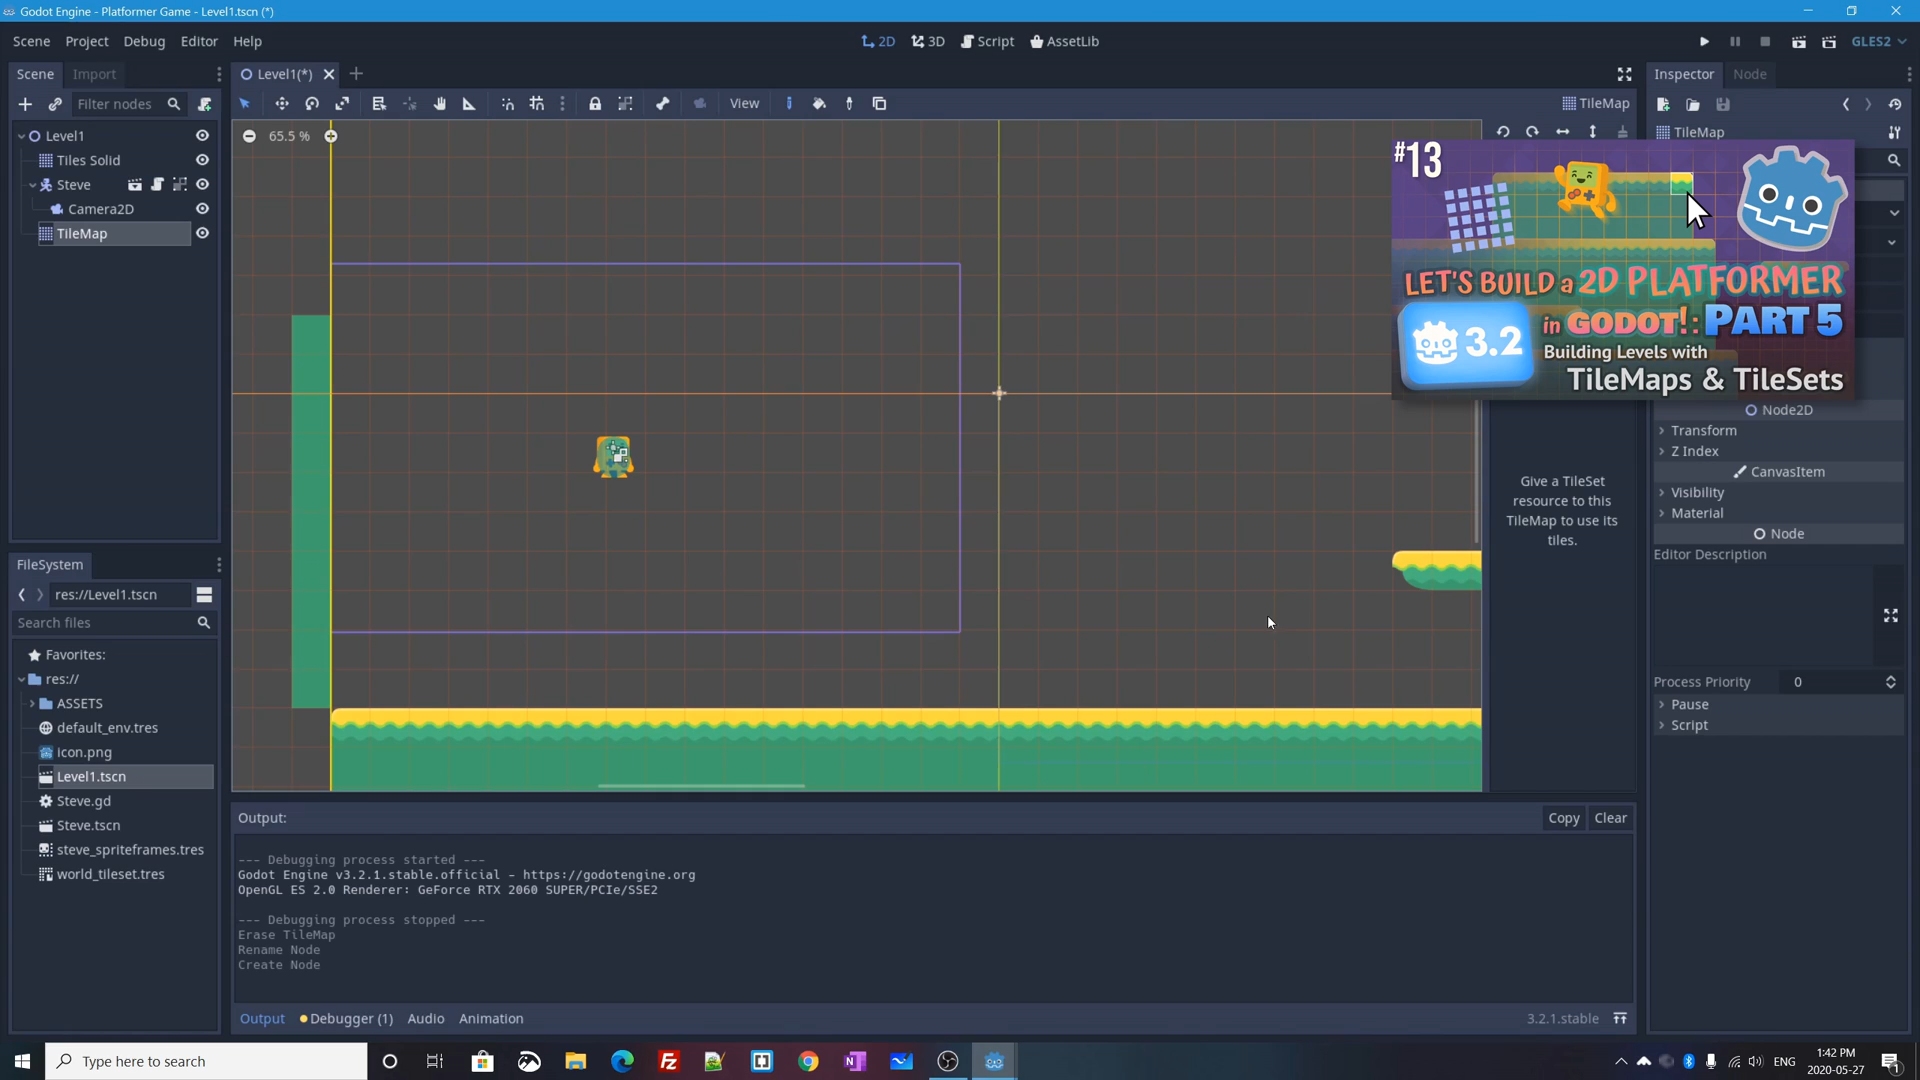 Godot Engine - Platformer Game - Level1.tscn (*)
Scene Project Debug Editor Help
2D 3D Script AssetLib
GLES2
Scene Import
Level1(*)
Inspector Node
Filter nodes
View
TileMap
65.5 %
TileMap
Level1
Tiles Solid
Steve
Camera2D
TileMap
#13
LET'S BUILD a 2D PLATFORMER
in GODOT!: PART 5
3.2
Building Levels with
TileMaps & TileSets
Node2D
Transform
Z Index
CanvasItem
Visibility
Material
Node
Editor Description
Process Priority 0
Pause
Script
Give a TileSet
resource to this
TileMap to use its
tiles.
FileSystem
res://Level1.tscn
Search files
Favorites:
res://
ASSETS
default_env.tres
icon.png
Level1.tscn
Steve.gd
Steve.tscn
steve_spriteframes.tres
world_tileset.tres
Output:
Copy Clear
--- Debugging process started ---
Godot Engine v3.2.1.stable.official - https://godotengine.org
OpenGL ES 2.0 Renderer: GeForce RTX 2060 SUPER/PCIe/SSE2
--- Debugging process stopped ---
Erase TileMap
Rename Node
Create Node
Output Debugger (1) Audio Animation
3.2.1.stable
Type here to search
ENG
1:42 PM
2020-05-27
1